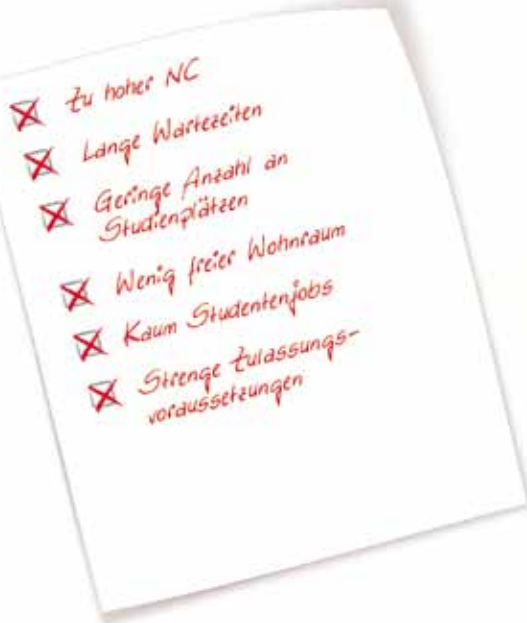 Zu hoher NC
Lange Wartezeiten
Geringe Anzahl an
Studienplätzen
Wenig freier Wohnraum
Kaum Studentenjobs
Strenge Zulassungs-
voraussetzungen